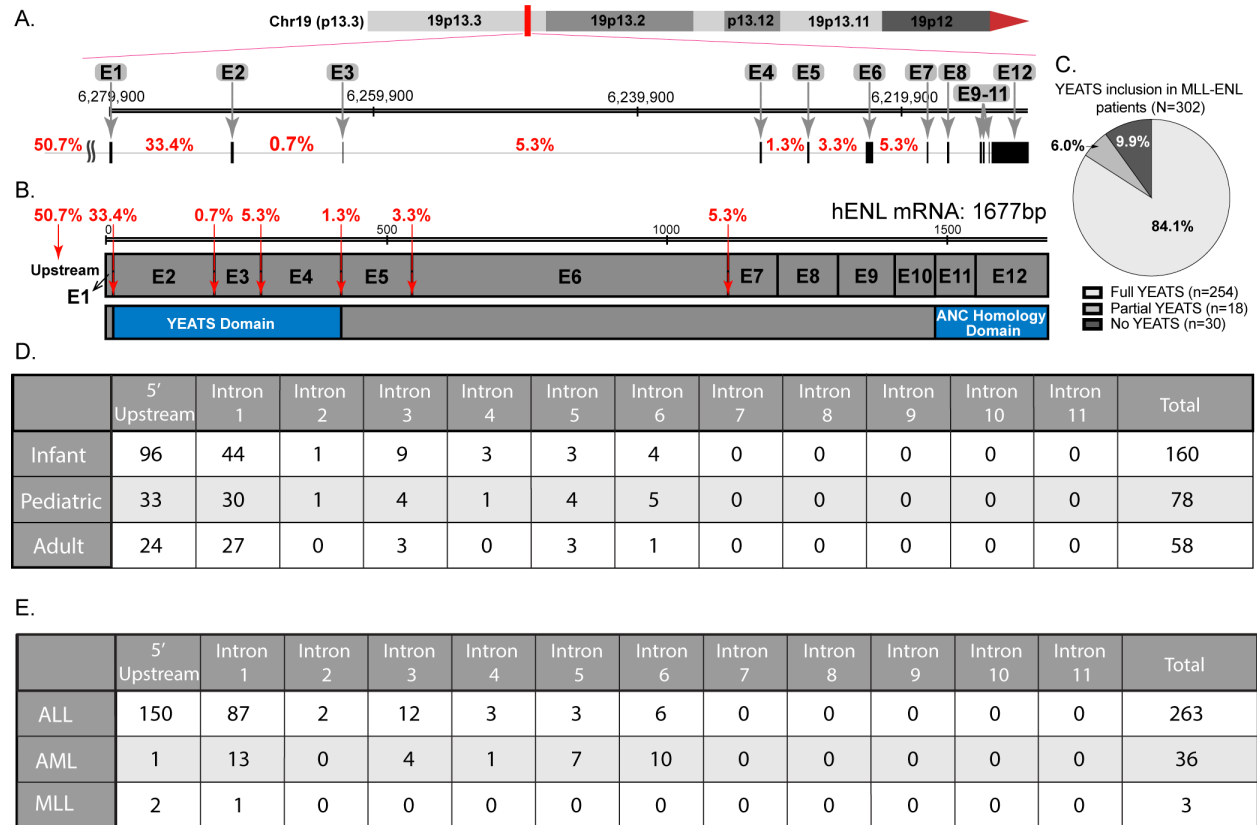 A.
Chr19 (p13.3) 19p13.3 19p13.2 p13.12 19p13.11 19p12
E1 E2 E3 E4 E5 E6 E7 E8 E12
E9-11
6,279,900 6,259,900 6,239,900 6,219,900
50.7% 33.4% 0.7% 5.3% 1.3% 3.3% 5.3%
B.
50.7% 33.4% 0.7% 5.3% 1.3% 3.3% 5.3%
hENL mRNA: 1677bp
0 500 1000 1500
Upstream
E1
E2 E3 E4 E5 E6 E7 E8 E9 E10 E11 E12
YEATS Domain
ANC Homology
Domain
C.
YEATS inclusion in MLL-ENL
patients (N=302)
6.0% 9.9%
84.1%
Full YEATS (n=254)
Partial YEATS (n=18)
No YEATS (n=30)
D.
5′ Upstream Intron 1 Intron 2 Intron 3 Intron 4 Intron 5 Intron 6 Intron 7 Intron 8 Intron 9 Intron 10 Intron 11 Total
Infant 96 44 1 9 3 3 4 0 0 0 0 0 160
Pediatric 33 30 1 4 1 4 5 0 0 0 0 0 78
Adult 24 27 0 3 0 3 1 0 0 0 0 0 58
E.
5′ Upstream Intron 1 Intron 2 Intron 3 Intron 4 Intron 5 Intron 6 Intron 7 Intron 8 Intron 9 Intron 10 Intron 11 Total
ALL 150 87 2 12 3 3 6 0 0 0 0 0 263
AML 1 13 0 4 1 7 10 0 0 0 0 0 36
MLL 2 1 0 0 0 0 0 0 0 0 0 0 3